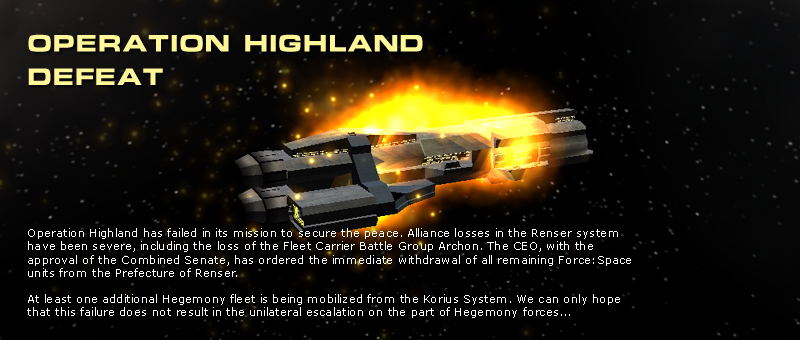 OPERATION HIGHLAND
DEFEAT
Operation Highland has failed in its mission to secure the peace. Alliance losses in the Renser system
have been severe, including the loss of the Fleet Carrier Battle Group Archon. The CEO, with the
approval of the Combined Senate, has ordered the immediate withdrawal of all remaining Force:Space
units from the Prefecture of Renser.
At least one additional Hegemony fleet is being mobilized from the Korius System. We can only hope
that this failure does not result in the unilateral escalation on the part of Hegemony forces...